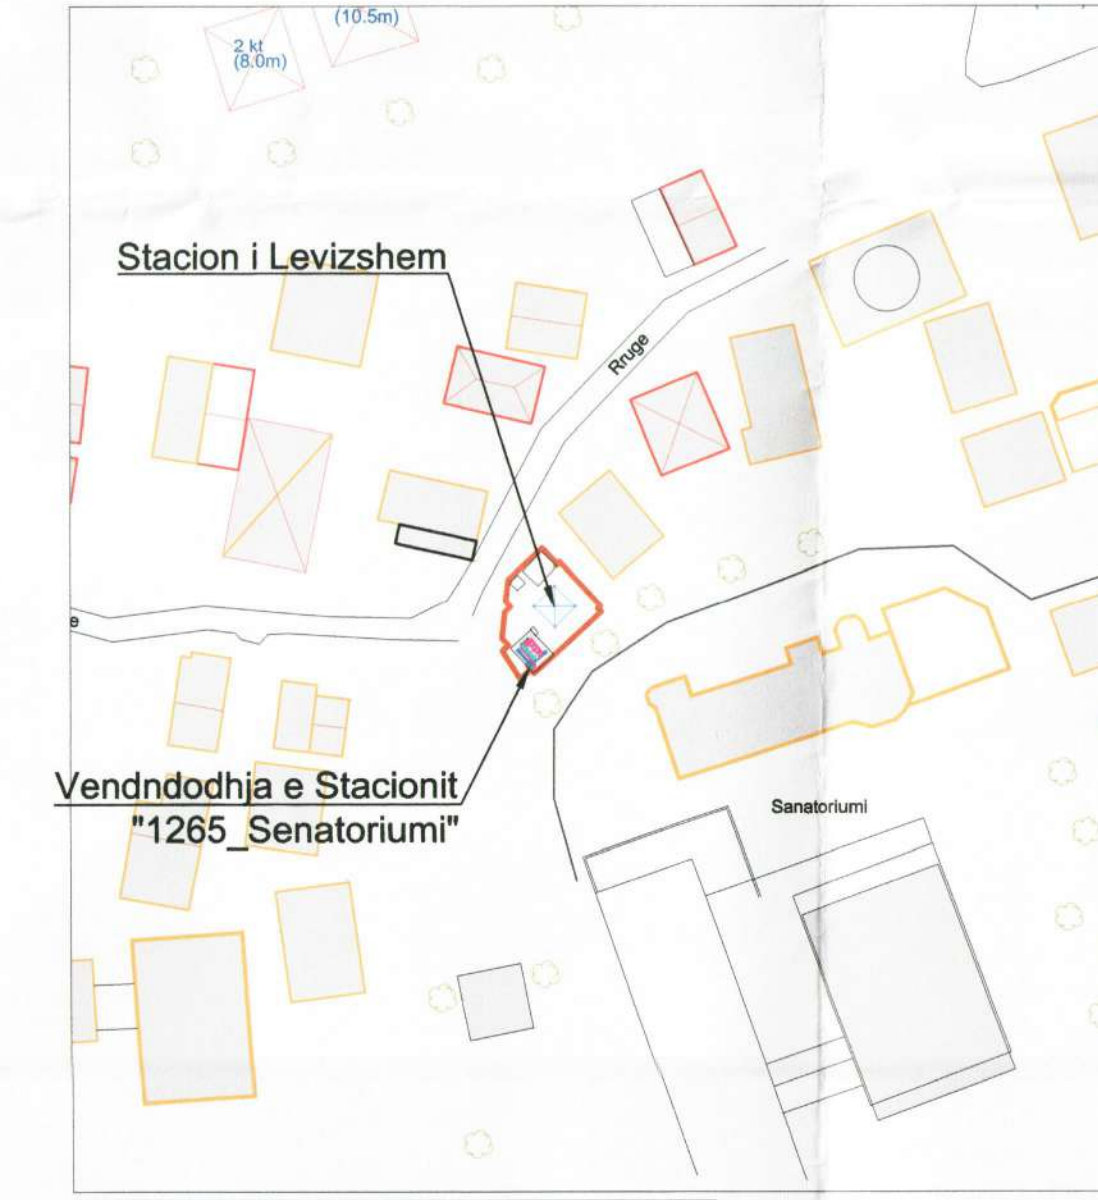 (10.5m)
2 kt
(8.0m)
Stacion i Levizshem
Rruge
e
Vendndodhja e Stacionit
"1265_Senatoriumi"
Sanatoriumi